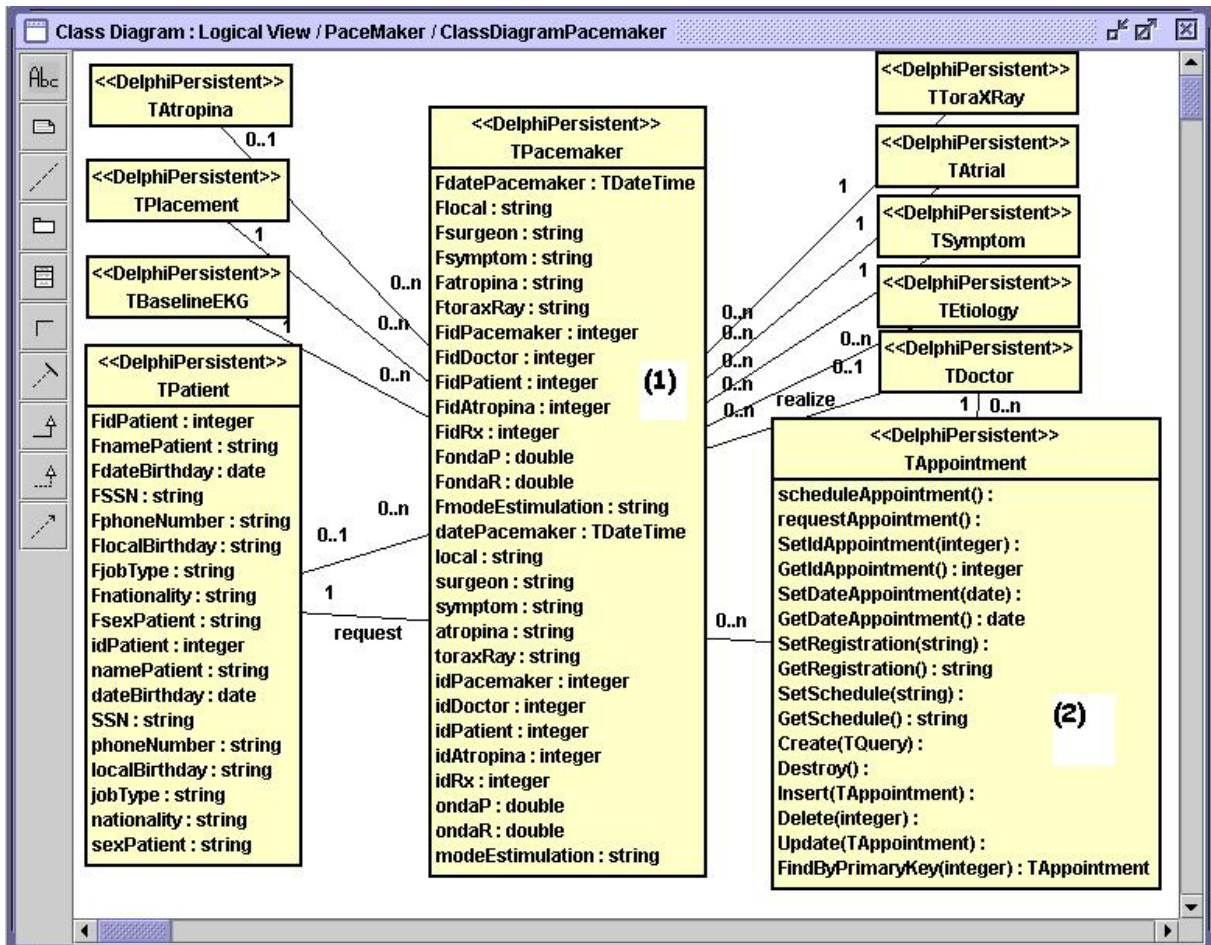 Class Diagram : Logical View / PaceMaker / ClassDiagramPacemaker
Abc
<<DelphiPersistent>>
TAtropina
0..1
<<DelphiPersistent>>
TPlacement
1
0..n
<<DelphiPersistent>>
TBaselineEKG
1
0..n
0..n
<<DelphiPersistent>>
TPatient
FidPatient : integer
FnamePatient : string
FdateBirthday : date
FSSN : string
FphoneNumber : string
FlocalBirthday : string
FjobType : string
Fnationality : string
FsexPatient : string
idPatient : integer
namePatient : string
dateBirthday : date
SSN : string
phoneNumber : string
localBirthday : string
jobType : string
nationality : string
sexPatient : string
0..n
0..1
1
request
<<DelphiPersistent>>
TPacemaker
FdatePacemaker : TDateTime
Flocal : string
Fsurgeon : string
Fsymptom : string
Fatropina : string
FtoraxRay : string
FidPacemaker : integer
FidDoctor : integer
FidPatient : integer
FidAtropina : integer
FidRx : integer
FondaP : double
FondaR : double
FmodeEstimulation : string
datePacemaker : TDateTime
local : string
surgeon : string
symptom : string
atropina : string
toraxRay : string
idPacemaker : integer
idDoctor : integer
idPatient : integer
idAtropina : integer
idRx : integer
ondaP : double
ondaR : double
modeEstimulation : string
(1)
<<DelphiPersistent>>
TToraXRay
<<DelphiPersistent>>
TAtrial
1
<<DelphiPersistent>>
TSymptom
1
<<DelphiPersistent>>
TEtiology
1
0..n
0..n
0..n
0..n
0..n
0..1
realize
<<DelphiPersistent>>
TDoctor
1
0..n
<<DelphiPersistent>>
TAppointment
scheduleAppointment() :
requestAppointment() :
SetIdAppointment(integer) :
GetIdAppointment() : integer
SetDateAppointment(date) :
GetDateAppointment() : date
SetRegistration(string) :
GetRegistration() : string
SetSchedule(string) :
GetSchedule() : string
Create(TQuery) :
Destroy() :
Insert(TAppointment) :
Delete(integer) :
Update(TAppointment) :
FindByPrimaryKey(integer) : TAppointment
(2)
0..n